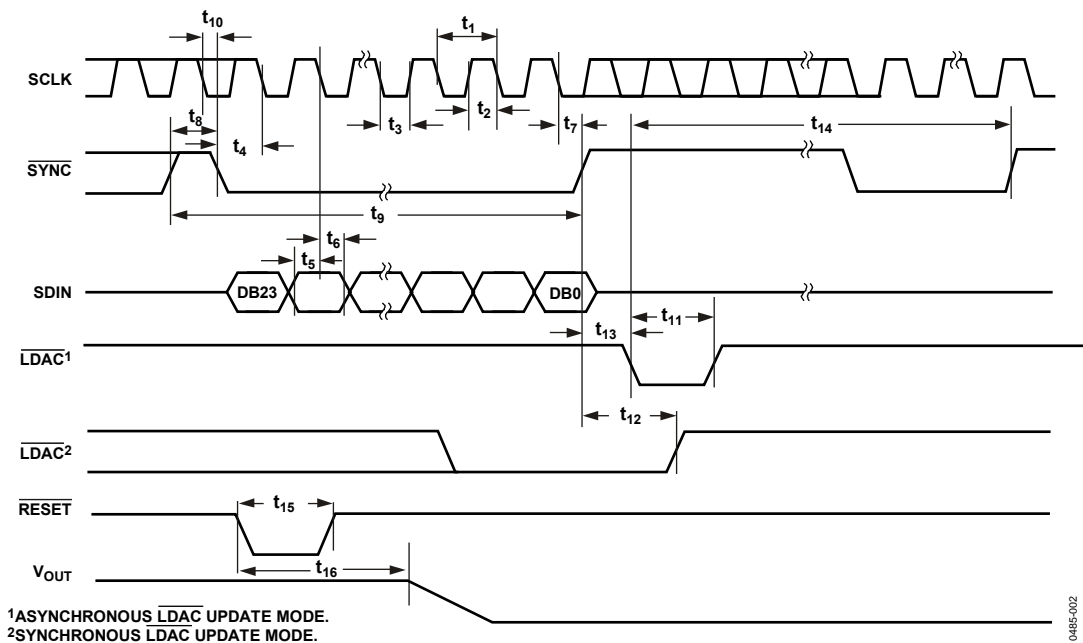 t10
t1
SCLK
t8
t4
t3
t2
t7
t14
SYNC
t9
t6
t5
SDIN
DB23
DB0
t13
t11
LDAC1
t12
LDAC2
RESET
t15
VOUT
t16
1ASYNCHRONOUS LDAC UPDATE MODE.
2SYNCHRONOUS LDAC UPDATE MODE.
0485-002